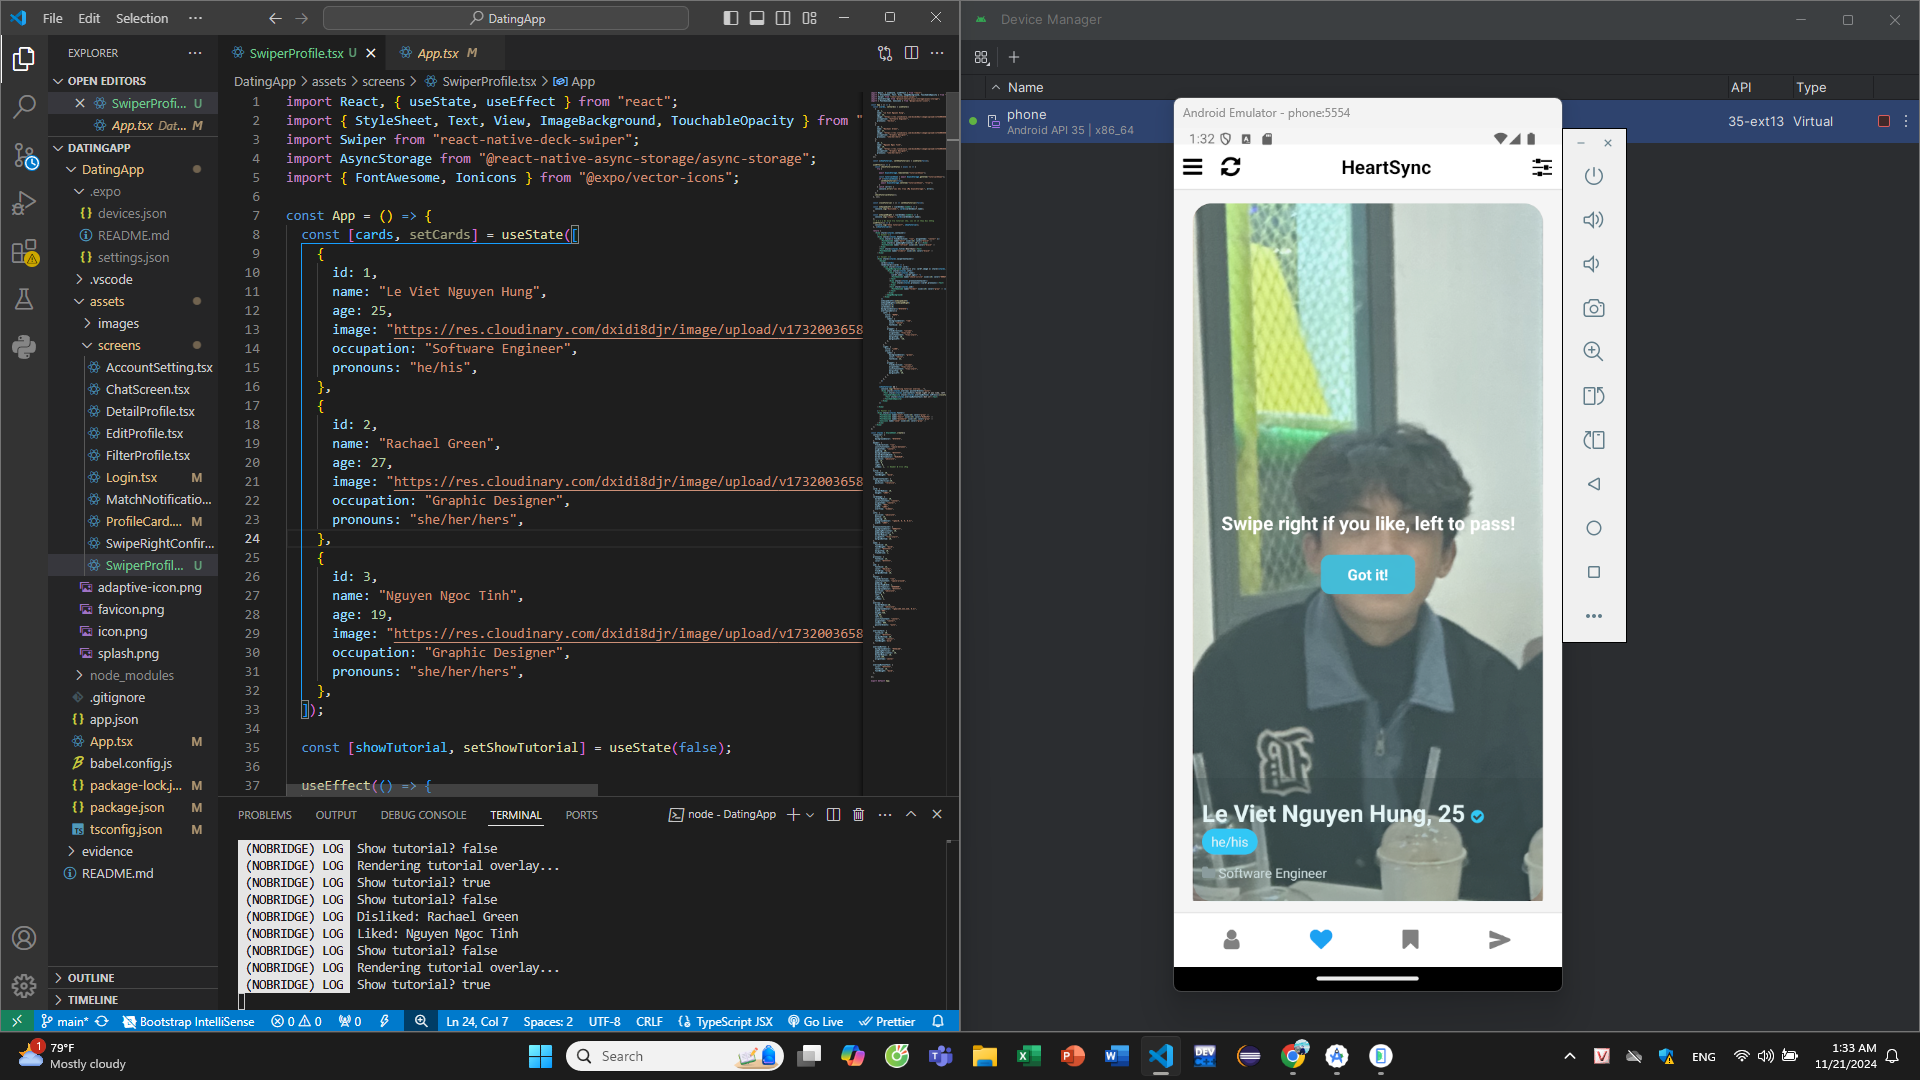 File Edit Selection ···
DatingApp
EXPLORER
OPEN EDITORS
SwiperProfi... U
App.tsx Dat... M
DATINGAPP
DatingApp
.expo
devices.json
README.md
settings.json
.vscode
assets
images
screens
AccountSetting.tsx
ChatScreen.tsx
DetailProfile.tsx
EditProfile.tsx
FilterProfile.tsx
Login.tsx M
MatchNotificatio...
ProfileCard.... M
SwipeRightConfir...
SwiperProfil... U
adaptive-icon.png
favicon.png
icon.png
splash.png
node_modules
.gitignore
app.json
App.tsx M
babel.config.js
package-lock.j... M
package.json M
tsconfig.json M
evidence
README.md
OUTLINE
TIMELINE
SwiperProfile.tsx U
App.tsx M
DatingApp > assets > screens > SwiperProfile.tsx > App
1 import React, { useState, useEffect } from "react";
2 import { StyleSheet, Text, View, ImageBackground, TouchableOpacity } from "
3 import Swiper from "react-native-deck-swiper";
4 import AsyncStorage from "@react-native-async-storage/async-storage";
5 import { FontAwesome, Ionicons } from "@expo/vector-icons";
6
7 const App = () => {
8 const [cards, setCards] = useState([
9 {
10 id: 1,
11 name: "Le Viet Nguyen Hung",
12 age: 25,
13 image: "https://res.cloudinary.com/dxidi8djr/image/upload/v1732003658
14 occupation: "Software Engineer",
15 pronouns: "he/his",
16 },
17 {
18 id: 2,
19 name: "Rachael Green",
20 age: 27,
21 image: "https://res.cloudinary.com/dxidi8djr/image/upload/v1732003658
22 occupation: "Graphic Designer",
23 pronouns: "she/her/hers",
24 },
25 {
26 id: 3,
27 name: "Nguyen Ngoc Tinh",
28 age: 19,
29 image: "https://res.cloudinary.com/dxidi8djr/image/upload/v1732003658
30 occupation: "Graphic Designer",
31 pronouns: "she/her/hers",
32 },
33 ]);
34
35 const [showTutorial, setShowTutorial] = useState(false);
36
37 useEffect(() => {
PROBLEMS OUTPUT DEBUG CONSOLE TERMINAL PORTS
node - DatingApp
(NOBRIDGE) LOG Show tutorial? false
(NOBRIDGE) LOG Rendering tutorial overlay...
(NOBRIDGE) LOG Show tutorial? true
(NOBRIDGE) LOG Show tutorial? false
(NOBRIDGE) LOG Disliked: Rachael Green
(NOBRIDGE) LOG Liked: Nguyen Ngoc Tinh
(NOBRIDGE) LOG Show tutorial? false
(NOBRIDGE) LOG Rendering tutorial overlay...
(NOBRIDGE) LOG Show tutorial? true
main* Bootstrap IntelliSense 0 0 0 Ln 24, Col 7 Spaces: 2 UTF-8 CRLF TypeScript JSX Go Live Prettier
Device Manager
Name API Type
phone
Android API 35 | x86_64
35-ext13 Virtual
Android Emulator - phone:5554
1:32
HeartSync
Swipe right if you like, left to pass!
Got it!
Le Viet Nguyen Hung, 25
he/his
Software Engineer
1
79°F
Mostly cloudy
Search
DEV
ENG
1:33 AM
11/21/2024